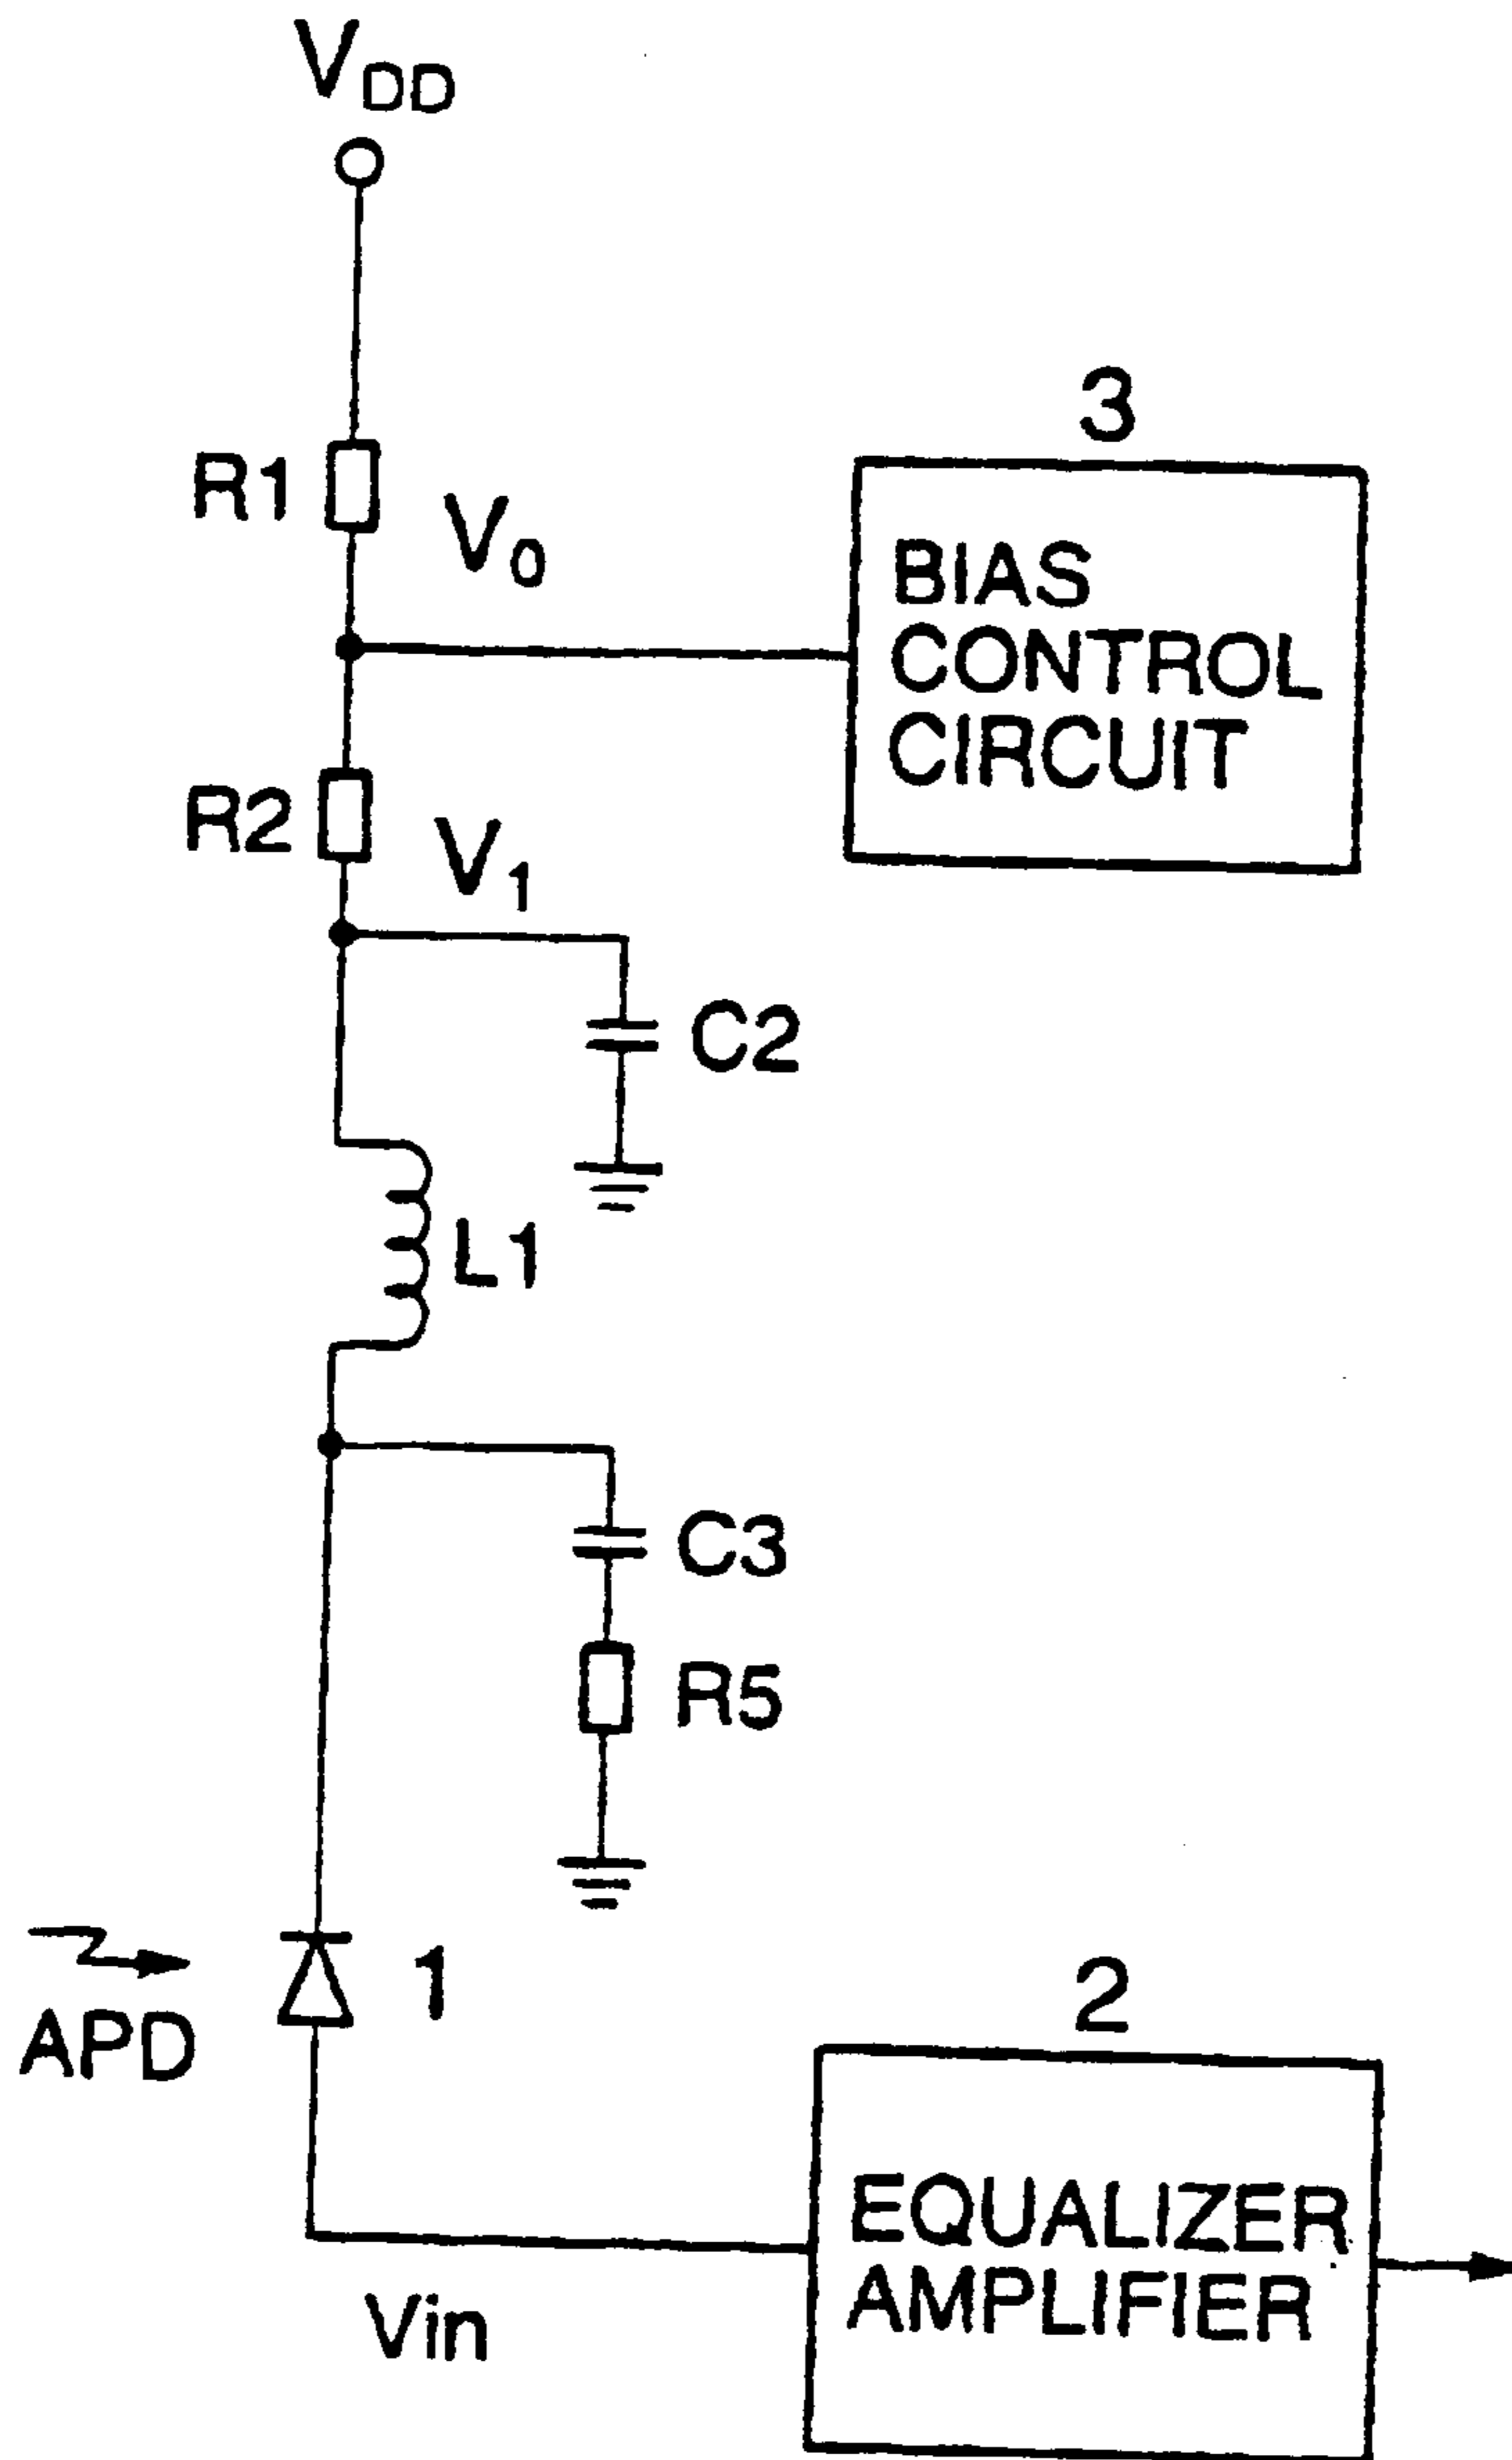 VDD
R1
V0
3
BIAS
CONTROL
CIRCUIT
R2
V1
C2
L1
C3
R5
APD
1
2
EQUALIZER
AMPLIFIER
Vin